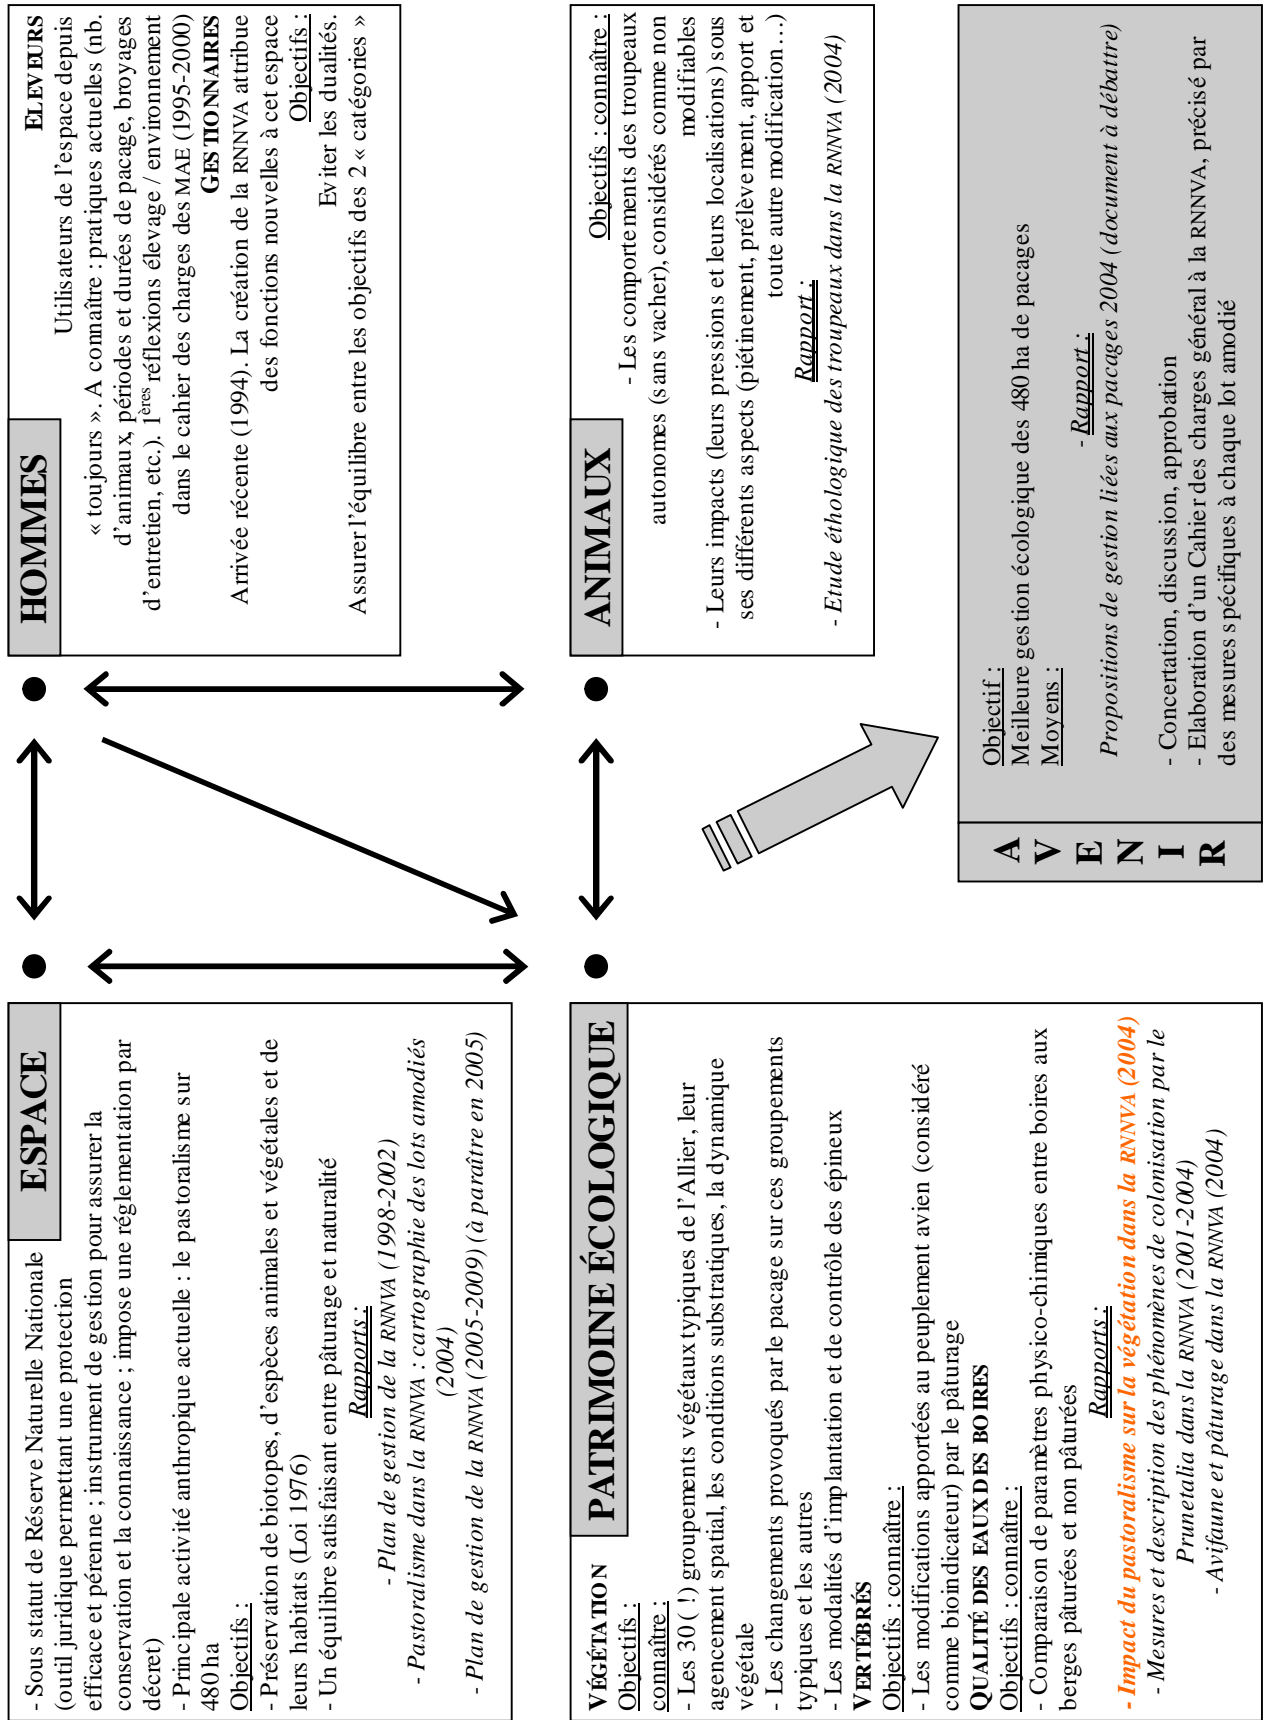 ESPACE
- Sous statut de Réserve Naturelle Nationale
(outil juridique permettant une protection
efficace et pérenne ; instrument de gestion pour assurer la
conservation et la connaissance ; impose une réglementation par
décret)
- Principale activité anthropique actuelle : le pastoralisme sur
480 ha
Objectifs :
- Préservation de biotopes, d'espèces animales et végétales et de
leurs habitats (Loi 1976)
- Un équilibre satisfaisant entre pâturage et naturalité
Rapports :
- Plan de gestion de la RNNVA (1998-2002)
- Pastoralisme dans la RNNVA : cartographie des lots amodiés
(2004)
- Plan de gestion de la RNNVA (2005-2009) (à paraître en 2005)
HOMMES
ELEVEURS
Utilisateurs de l'espace depuis
« toujours ». A connaître : pratiques actuelles (nb.
d'animaux, périodes et durées de pacage, broyages
d'entretien, etc.). 1ères réflexions élevage / environnement
dans le cahier des charges des MAE (1995-2000)
GESTIONNAIRES
Arrivée récente (1994). La création de la RNNVA attribue
des fonctions nouvelles à cet espace
Objectifs :
Eviter les dualités.
Assurer l'équilibre entre les objectifs des 2 « catégories »
PATRIMOINE ÉCOLOGIQUE
VÉGÉTATION
Objectifs :
connaître :
- Les 30 ( !) groupements végétaux typiques de l'Allier, leur
agencement spatial, les conditions substratiques, la dynamique
végétale
- Les changements provoqués par le pacage sur ces groupements
typiques et les autres
- Les modalités d'implantation et de contrôle des épineux
VERTÉBRÉS
Objectifs : connaître :
- Les modifications apportées au peuplement avien (considéré
comme bioindicateur) par le pâturage
QUALITÉ DES EAUX DES BOIRES
Objectifs : connaître :
- Comparaison de paramètres physico-chimiques entre boires aux
berges pâturées et non pâturées
Rapports :
- Impact du pastoralisme sur la végétation dans la RNNVA (2004)
- Mesures et description des phénomènes de colonisation par le
Prunetalia dans la RNNVA (2001-2004)
- Avifaune et pâturage dans la RNNVA (2004)
ANIMAUX
Objectifs : connaître :
- Les comportements des troupeaux
autonomes (sans vacher), considérés comme non
modifiables
- Leurs impacts (leurs pressions et leurs localisations) sous
ses différents aspects (piétinement, prélèvement, apport et
toute autre modification…)
Rapport :
- Etude éthologique des troupeaux dans la RNNVA (2004)
AVENIR
Objectif :
Meilleure gestion écologique des 480 ha de pacages
Moyens :
- Rapport :
Propositions de gestion liées aux pacages 2004 (document à débattre)
- Concertation, discussion, approbation
- Elaboration d'un Cahier des charges général à la RNNVA, précisé par
des mesures spécifiques à chaque lot amodié